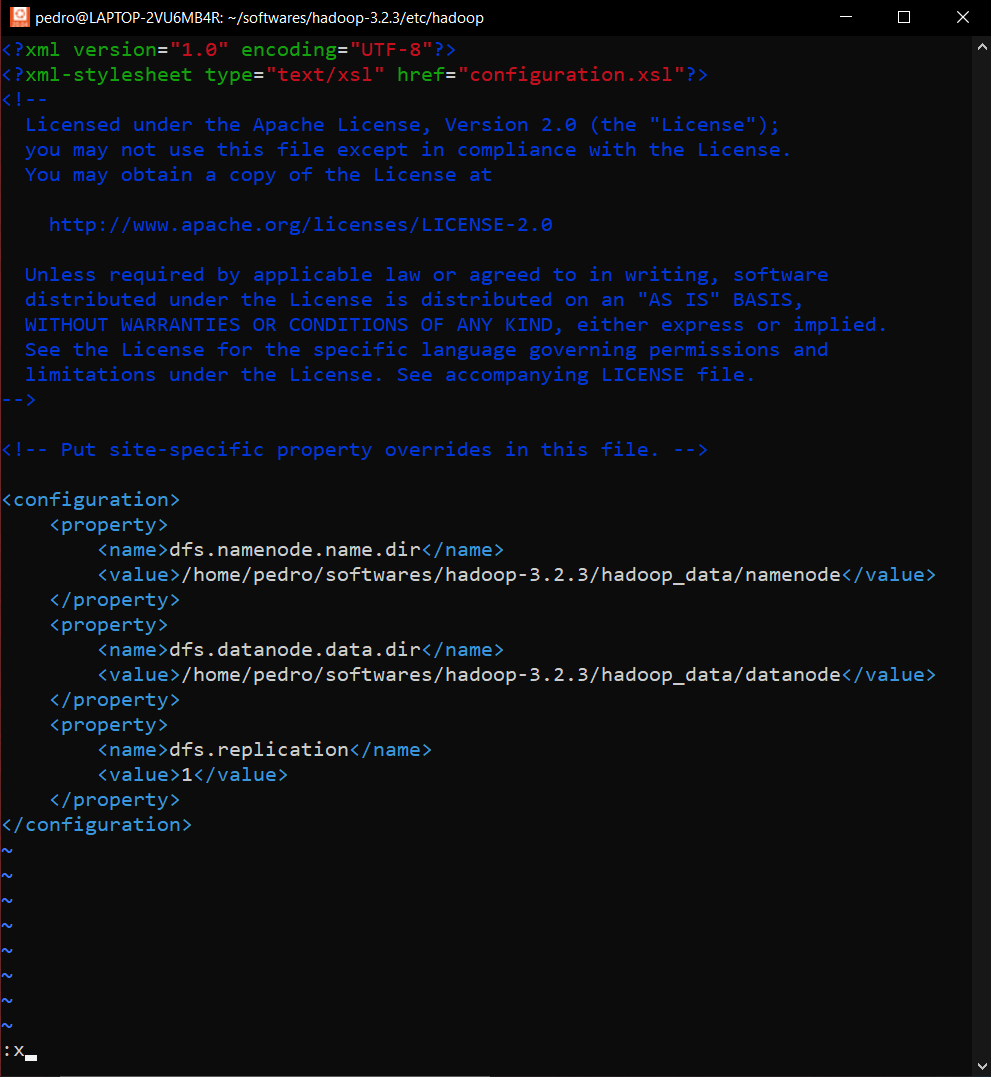 pedro@LAPTOP-2VU6MB4R: ~/softwares/hadoop-3.2.3/etc/hadoop
<?xml version="1.0" encoding="UTF-8"?>
<?xml-stylesheet type="text/xsl" href="configuration.xsl"?>
<!--
  Licensed under the Apache License, Version 2.0 (the "License");
  you may not use this file except in compliance with the License.
  You may obtain a copy of the License at

    http://www.apache.org/licenses/LICENSE-2.0

  Unless required by applicable law or agreed to in writing, software
  distributed under the License is distributed on an "AS IS" BASIS,
  WITHOUT WARRANTIES OR CONDITIONS OF ANY KIND, either express or implied.
  See the License for the specific language governing permissions and
  limitations under the License. See accompanying LICENSE file.
-->

<!-- Put site-specific property overrides in this file. -->

<configuration>
    <property>
        <name>dfs.namenode.name.dir</name>
        <value>/home/pedro/softwares/hadoop-3.2.3/hadoop_data/namenode</value>
    </property>
    <property>
        <name>dfs.datanode.data.dir</name>
        <value>/home/pedro/softwares/hadoop-3.2.3/hadoop_data/datanode</value>
    </property>
    <property>
        <name>dfs.replication</name>
        <value>1</value>
    </property>
</configuration>
~
~
~
~
~
~
~
~
:x